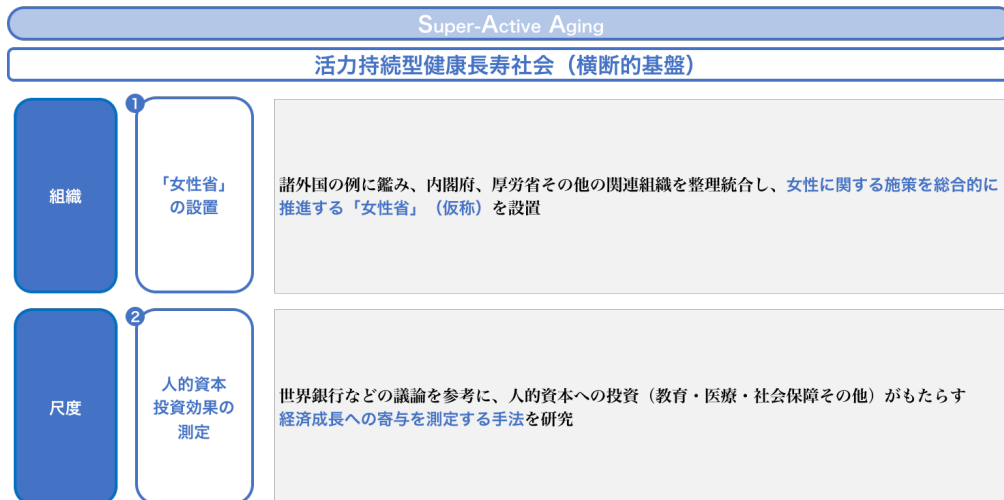 Super-Active Aging
活力持続型健康長寿社会（横断的基盤）
組織
1
「女性省」
の設置
諸外国の例に鑑み、内閣府、厚労省その他の関連組織を整理統合し、女性に関する施策を総合的に
推進する「女性省」（仮称）を設置
尺度
2
人的資本
投資効果の
測定
世界銀行などの議論を参考に、人的資本への投資（教育・医療・社会保障その他）がもたらす
経済成長への寄与を測定する手法を研究